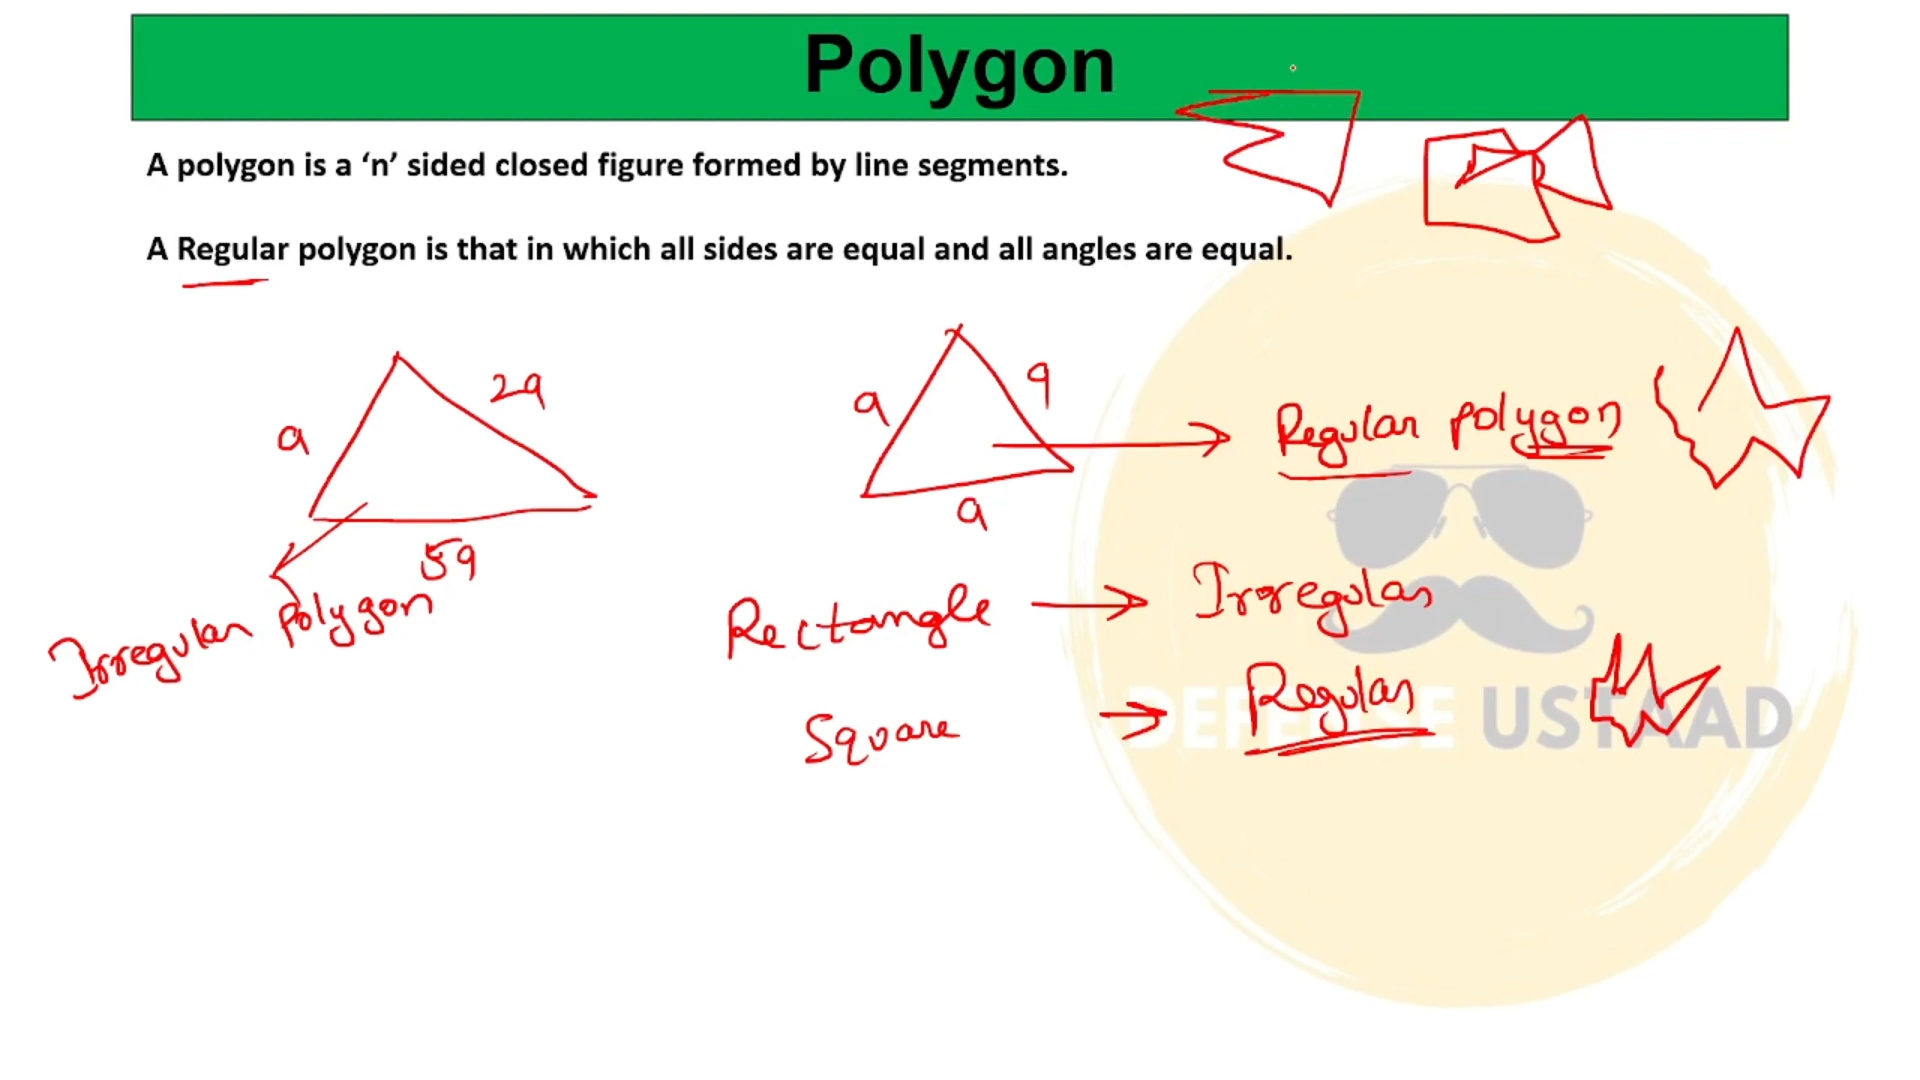 Polygon
A polygon is a ‘n’ sided closed figure formed by line segments.
A Regular polygon is that in which all sides are equal and all angles are equal.
a
2a
5a
Irregular polygon
a
a
a
Regular polygon
Rectangle → Irregular
Square → Regular
DEFENSE USTAAD